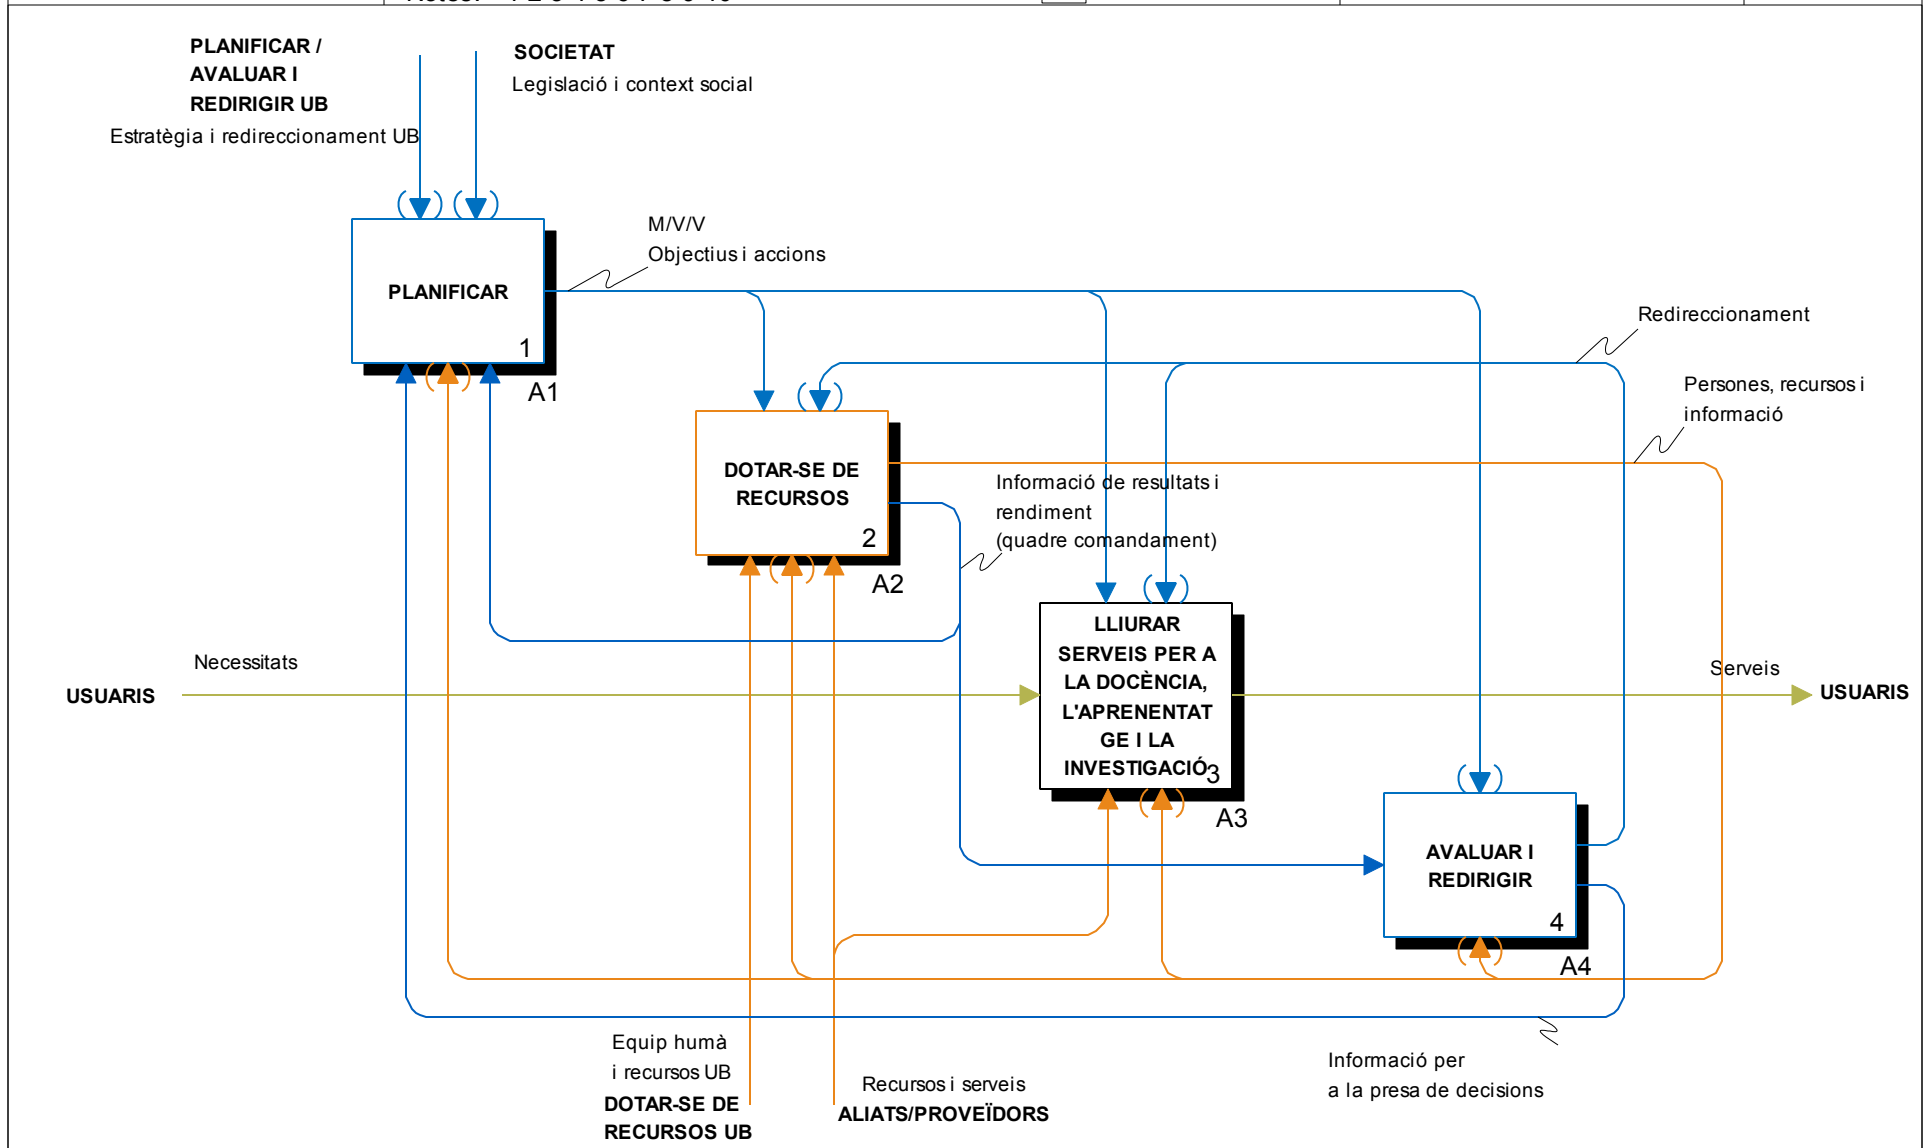 PLANIFICAR /
AVALUAR I
REDIRIGIR UB
Estratègia i redireccionament UB
SOCIETAT
Legislació i context social
M/V/V
Objectius i accions
PLANIFICAR
1
A1
Redireccionament
Persones, recursos i
informació
DOTAR-SE DE
RECURSOS
2
A2
Informació de resultats i
rendiment
(quadre comandament)
Necessitats
USUARIS
LLIURAR
SERVEIS PER A
LA DOCÈNCIA,
L'APRENENTAT
GE I LA
INVESTIGACIÓ
3
A3
Serveis
USUARIS
AVALUAR I
REDIRIGIR
4
A4
Equip humà
i recursos UB
DOTAR-SE DE
RECURSOS UB
Recursos i serveis
ALIATS/PROVEÏDORS
Informació per
a la presa de decisions